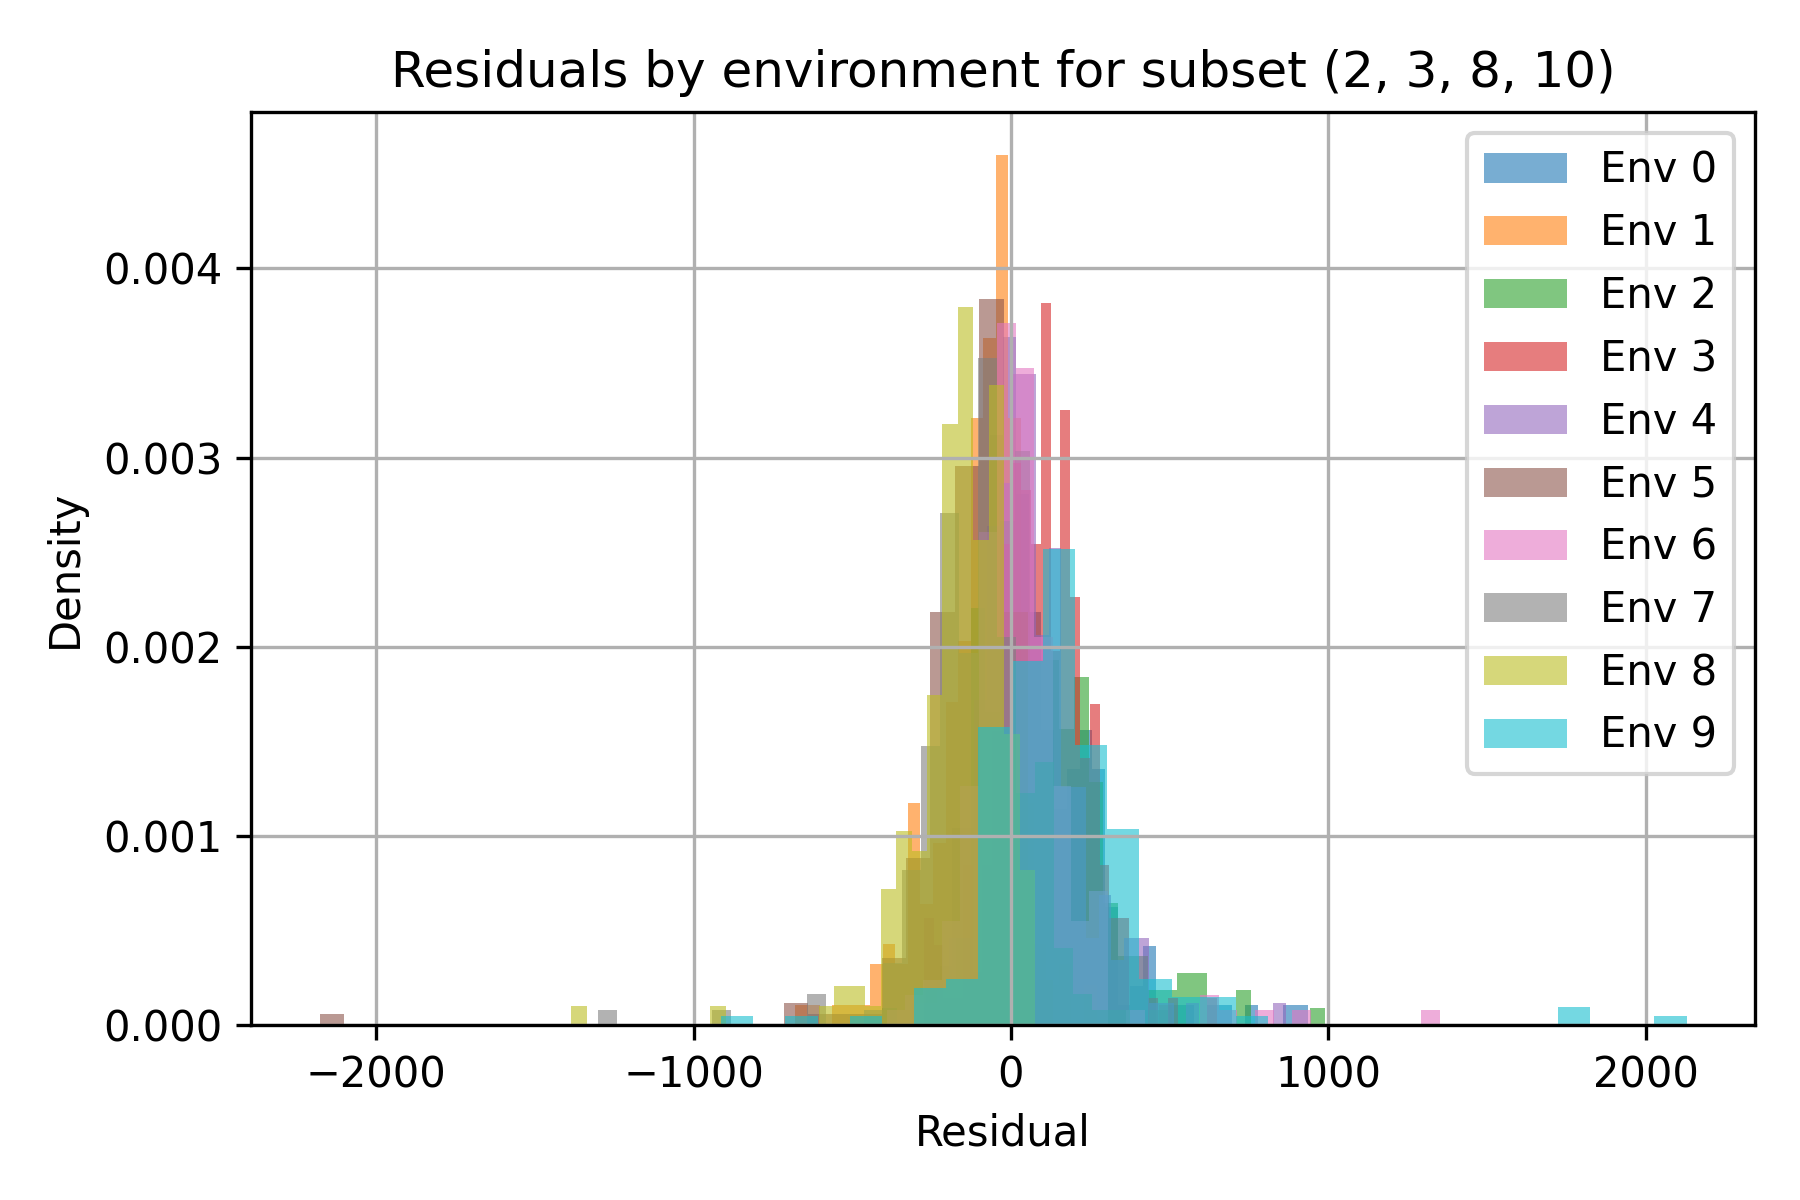 Residuals by environment for subset (2, 3, 8, 10)
Env 0
Env 1
Env 2
Env 3
Env 4
Env 5
Env 6
Env 7
Env 8
Env 9
0.004
0.003
0.002
0.001
0.000
Density
−2000
−1000
0
1000
2000
Residual